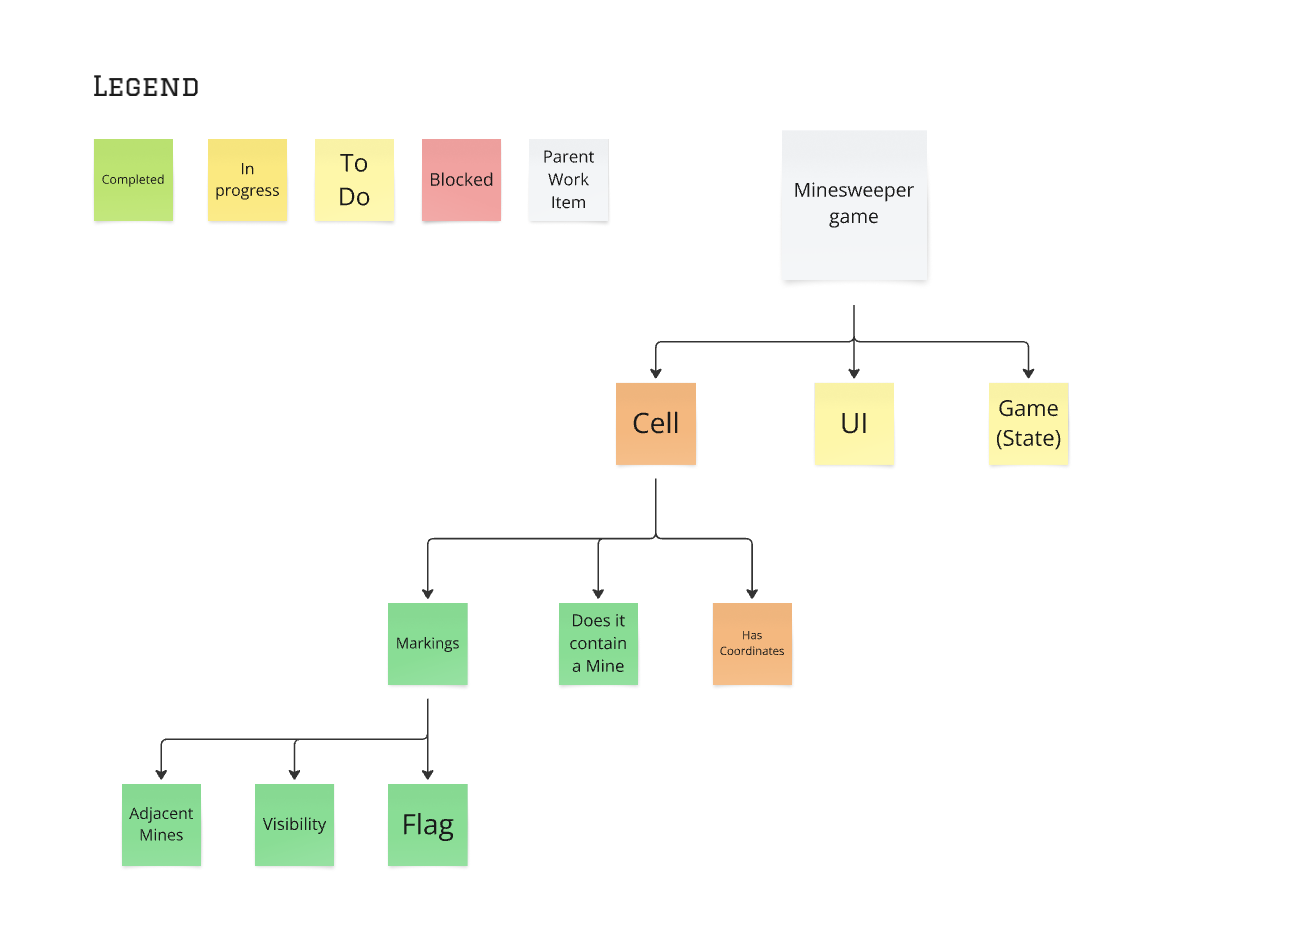 LEGEND
Completed
In
progress
To
Do
Blocked
Parent
Work
Item
Minesweeper
game
Cell
UI
Game
(State)
Markings
Does it
contain
a Mine
Has
Coordinates
Adjacent
Mines
Visibility
Flag